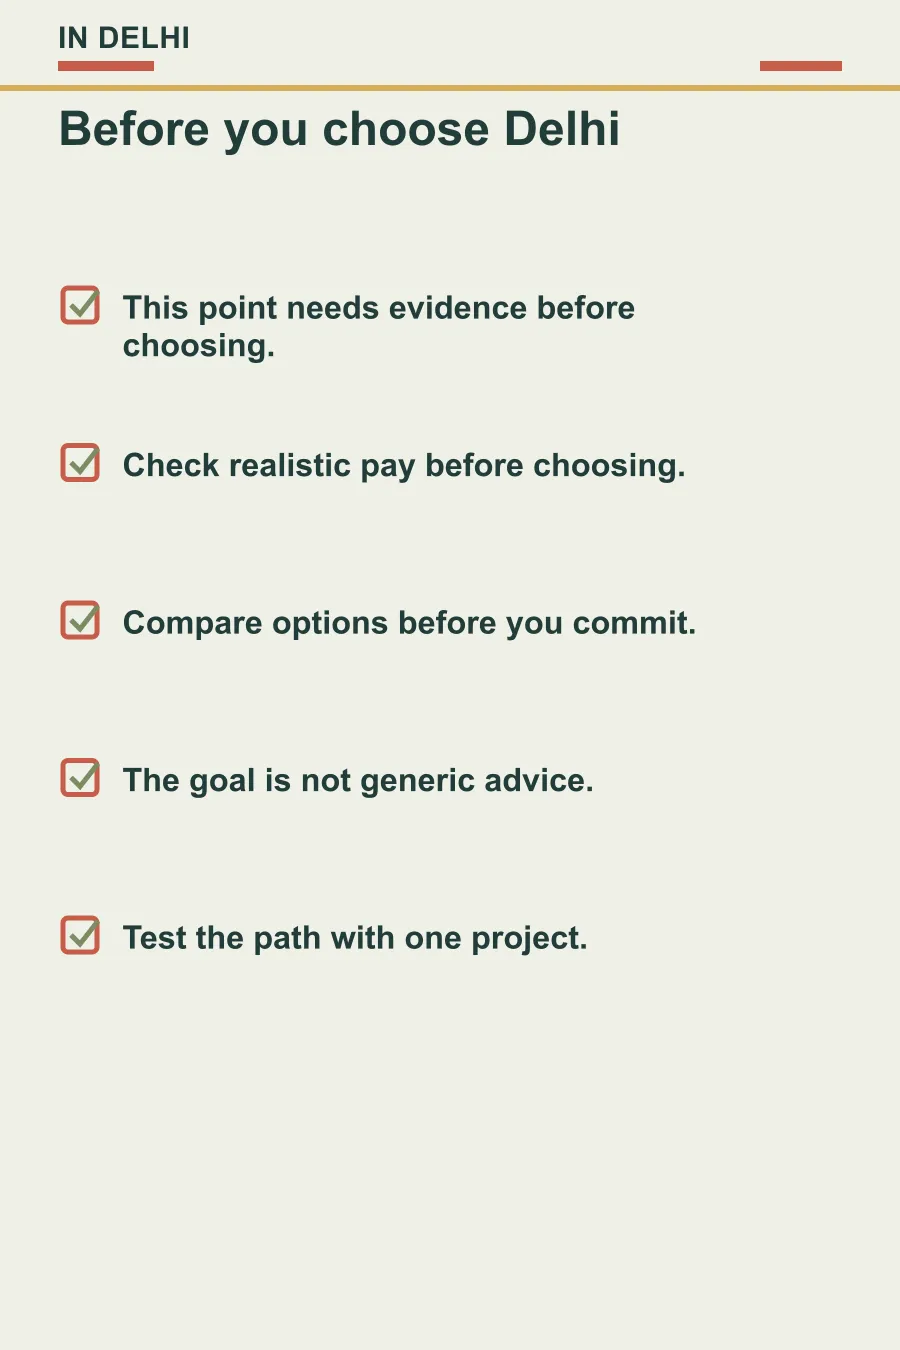 IN DELHI
Before you choose Delhi
This point needs evidence before
choosing.
Check realistic pay before choosing.
Compare options before you commit.
The goal is not generic advice.
Test the path with one project.